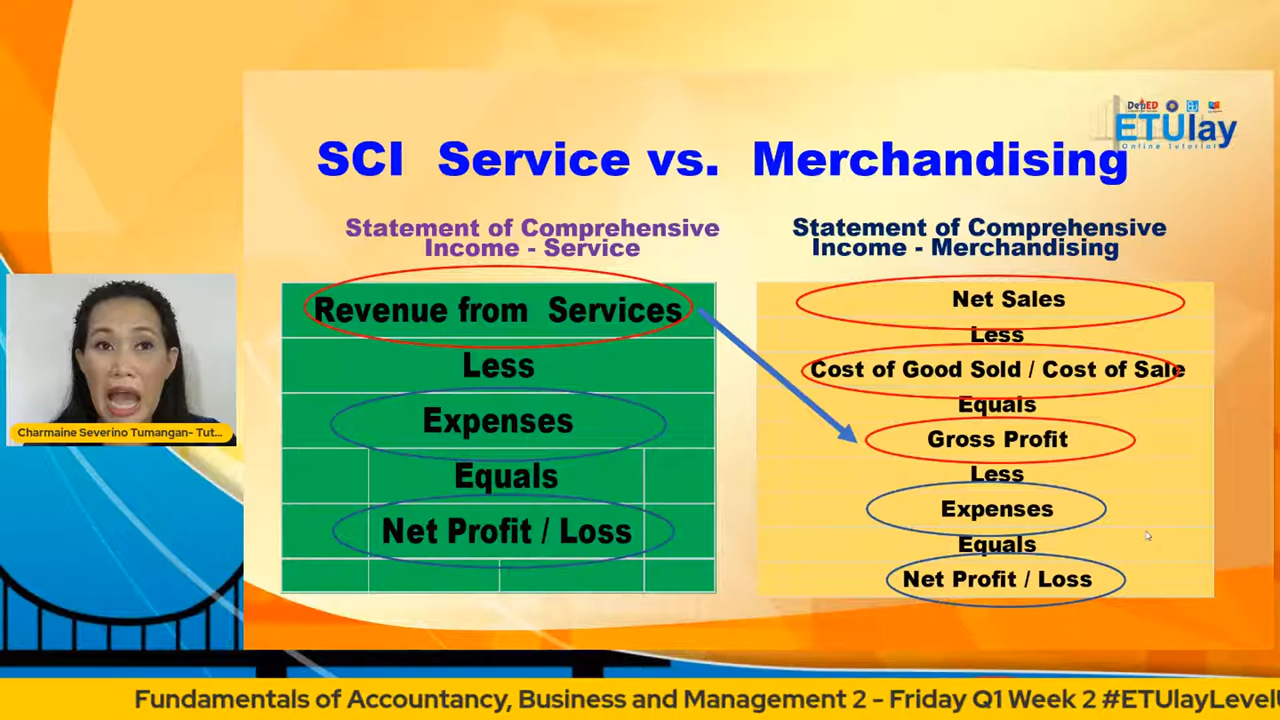 DepED
ETUlay
Online Tutorials
SCI Service vs. Merchandising
Statement of Comprehensive
Income - Service
Revenue from Services
Less
Expenses
Equals
Net Profit / Loss
Statement of Comprehensive
Income - Merchandising
Net Sales
Less
Cost of Good Sold / Cost of Sale
Equals
Gross Profit
Less
Expenses
Equals
Net Profit / Loss
Charmaine Severino Tumangan- Tut...
Fundamentals of Accountancy, Business and Management 2 - Friday Q1 Week 2 #ETUlayLevel